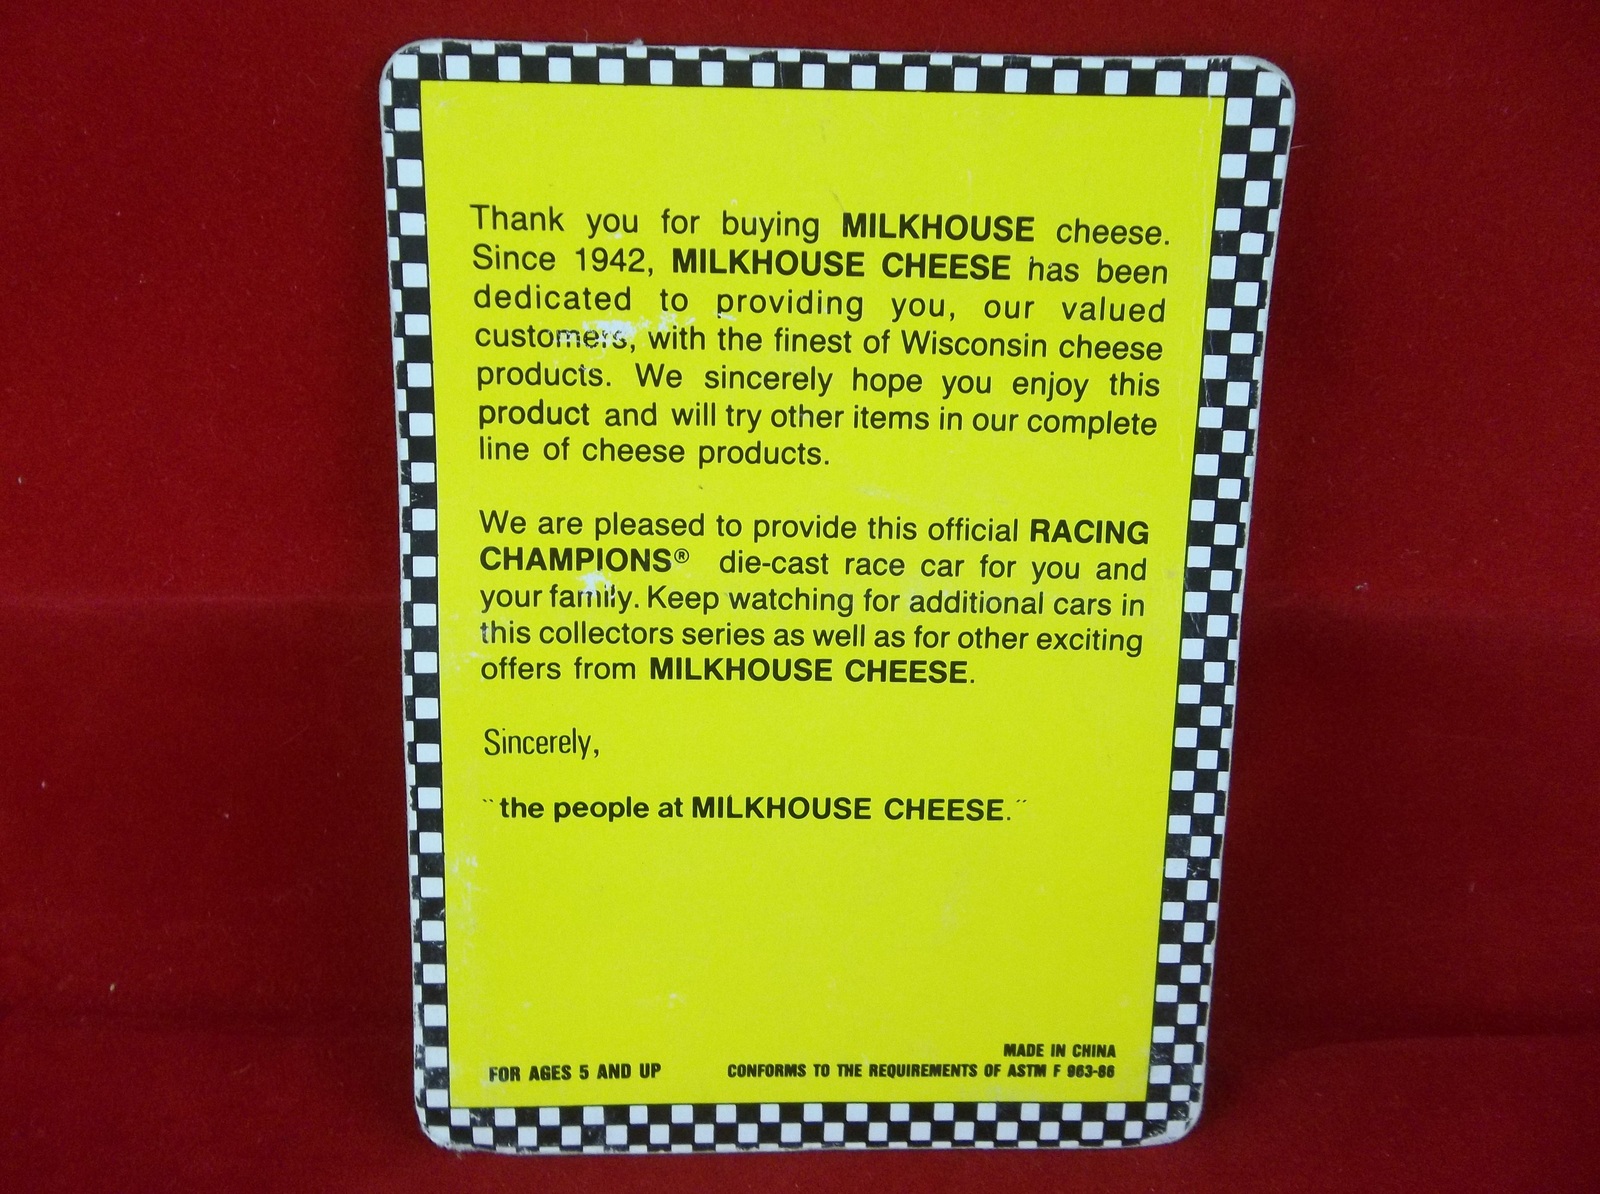 Thank you for buying MILKHOUSE cheese.
Since 1942, MILKHOUSE CHEESE has been
dedicated to providing you, our valued
customers, with the finest of Wisconsin cheese
products. We sincerely hope you enjoy this
product and will try other items in our complete
line of cheese products.
We are pleased to provide this official RACING
CHAMPIONS® die-cast race car for you and
your family. Keep watching for additional cars in
this collectors series as well as for other exciting
offers from MILKHOUSE CHEESE.
Sincerely,
"the people at MILKHOUSE CHEESE."
MADE IN CHINA
FOR AGES 5 AND UP CONFORMS TO THE REQUIREMENTS OF ASTM F 963-86